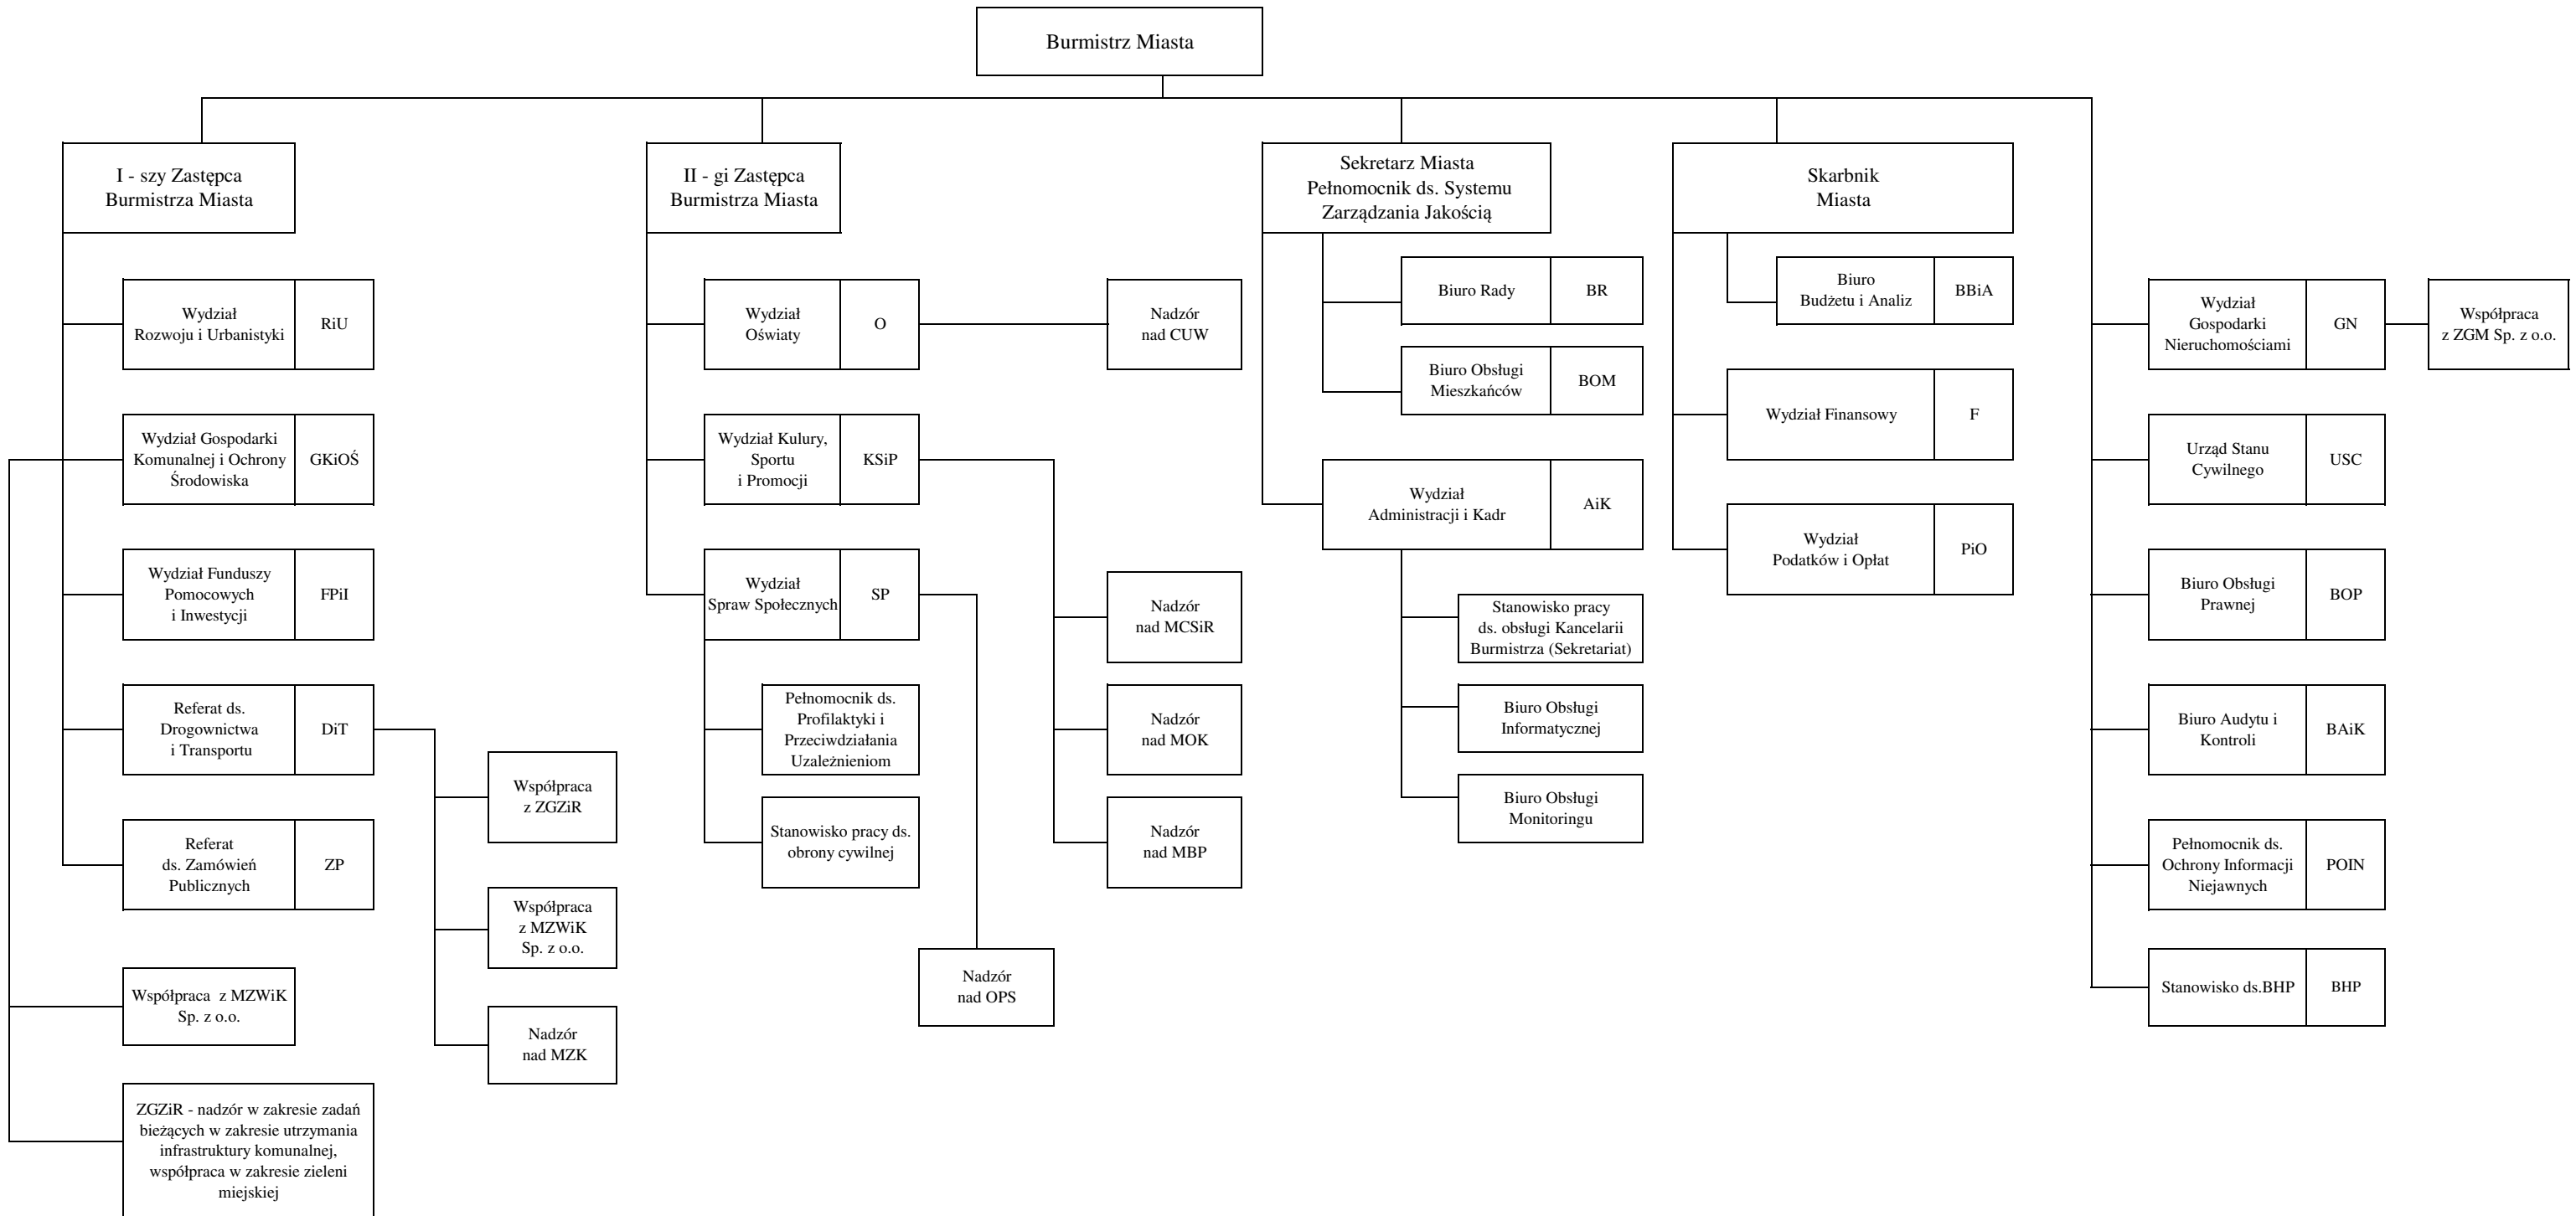 Burmistrz Miasta
I - szy Zastępca
Burmistrza Miasta
Wydział
Rozwoju i Urbanistyki
RiU
Wydział Gospodarki
Komunalnej i Ochrony
Środowiska
GKiOŚ
Wydział Funduszy
Pomocowych
i Inwestycji
FPiI
Referat ds.
Drogownictwa
i Transportu
DiT
Referat
ds. Zamówień
Publicznych
ZP
Współpraca z MZWiK
Sp. z o.o.
ZGZiR - nadzór w zakresie zadań
bieżących w zakresie utrzymania
infrastruktury komunalnej,
współpraca w zakresie zieleni
miejskiej
Współpraca
z ZGZiR
Współpraca
z MZWiK
Sp. z o.o.
Nadzór
nad MZK
II - gi Zastępca
Burmistrza Miasta
Wydział
Oświaty
O
Nadzór
nad CUW
Wydział Kulury,
Sportu
i Promocji
KSiP
Wydział
Spraw Społecznych
SP
Pełnomocnik ds.
Profilaktyki i
Przeciwdziałania
Uzależnieniom
Stanowisko pracy ds.
obrony cywilnej
Nadzór
nad MCSiR
Nadzór
nad MOK
Nadzór
nad MBP
Nadzór
nad OPS
Sekretarz Miasta
Pełnomocnik ds. Systemu
Zarządzania Jakością
Biuro Rady
BR
Biuro Obsługi
Mieszkańców
BOM
Wydział
Administracji i Kadr
AiK
Stanowisko pracy
ds. obsługi Kancelarii
Burmistrza (Sekretariat)
Biuro Obsługi
Informatycznej
Biuro Obsługi
Monitoringu
Skarbnik
Miasta
Biuro
Budżetu i Analiz
BBiA
Wydział Finansowy
F
Wydział
Podatków i Opłat
PiO
Wydział
Gospodarki
Nieruchomościami
GN
Współpraca
z ZGM Sp. z o.o.
Urząd Stanu
Cywilnego
USC
Biuro Obsługi
Prawnej
BOP
Biuro Audytu i
Kontroli
BAiK
Pełnomocnik ds.
Ochrony Informacji
Niejawnych
POIN
Stanowisko ds.BHP
BHP